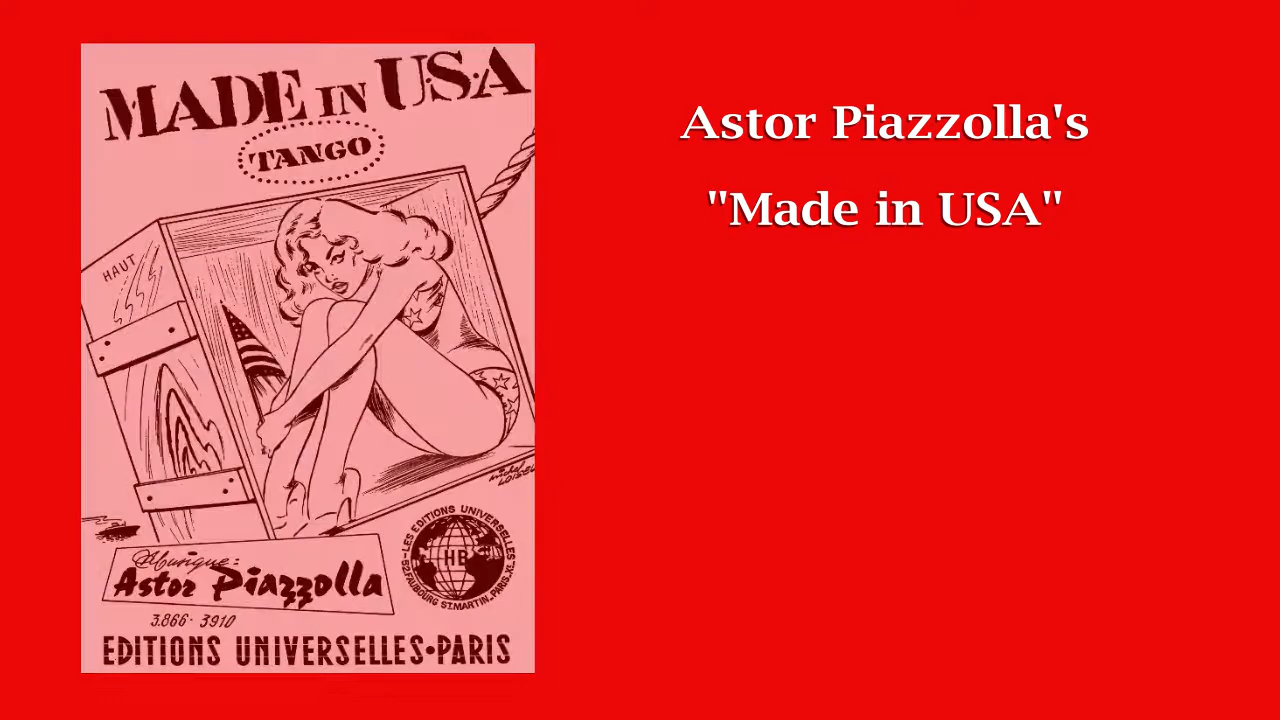 MADE IN USA
TANGO
HAUT
Musique:
Astor Piazzolla
3.866 - 3910
EDITIONS UNIVERSELLES • PARIS
LES EDITIONS UNIVERSELLES
HB
52 FAUBOURG ST. MARTIN. PARIS. X
Astor Piazzolla's
"Made in USA"